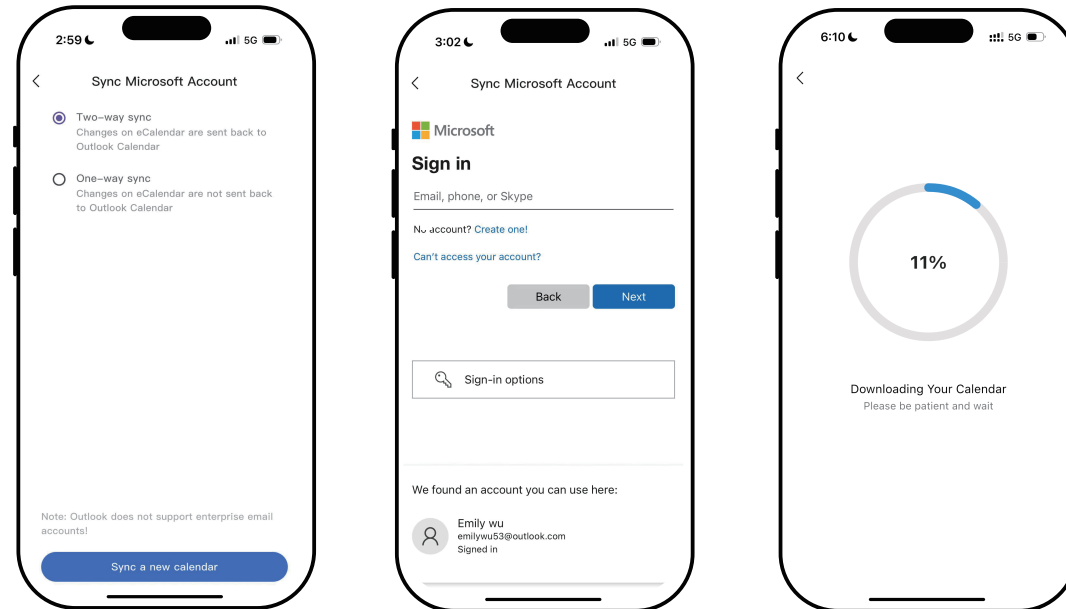 2:59
5G
Sync Microsoft Account
Two-way sync
Changes on eCalendar are sent back to
Outlook Calendar
One-way sync
Changes on eCalendar are not sent back
to Outlook Calendar
Note: Outlook does not support enterprise email
accounts!
Sync a new calendar
3:02
5G
Sync Microsoft Account
Microsoft
Sign in
Email, phone, or Skype
No account? Create one!
Can't access your account?
Back
Next
Sign-in options
We found an account you can use here:
Emily wu
emilywu53@outlook.com
Signed in
6:10
5G
11%
Downloading Your Calendar
Please be patient and wait